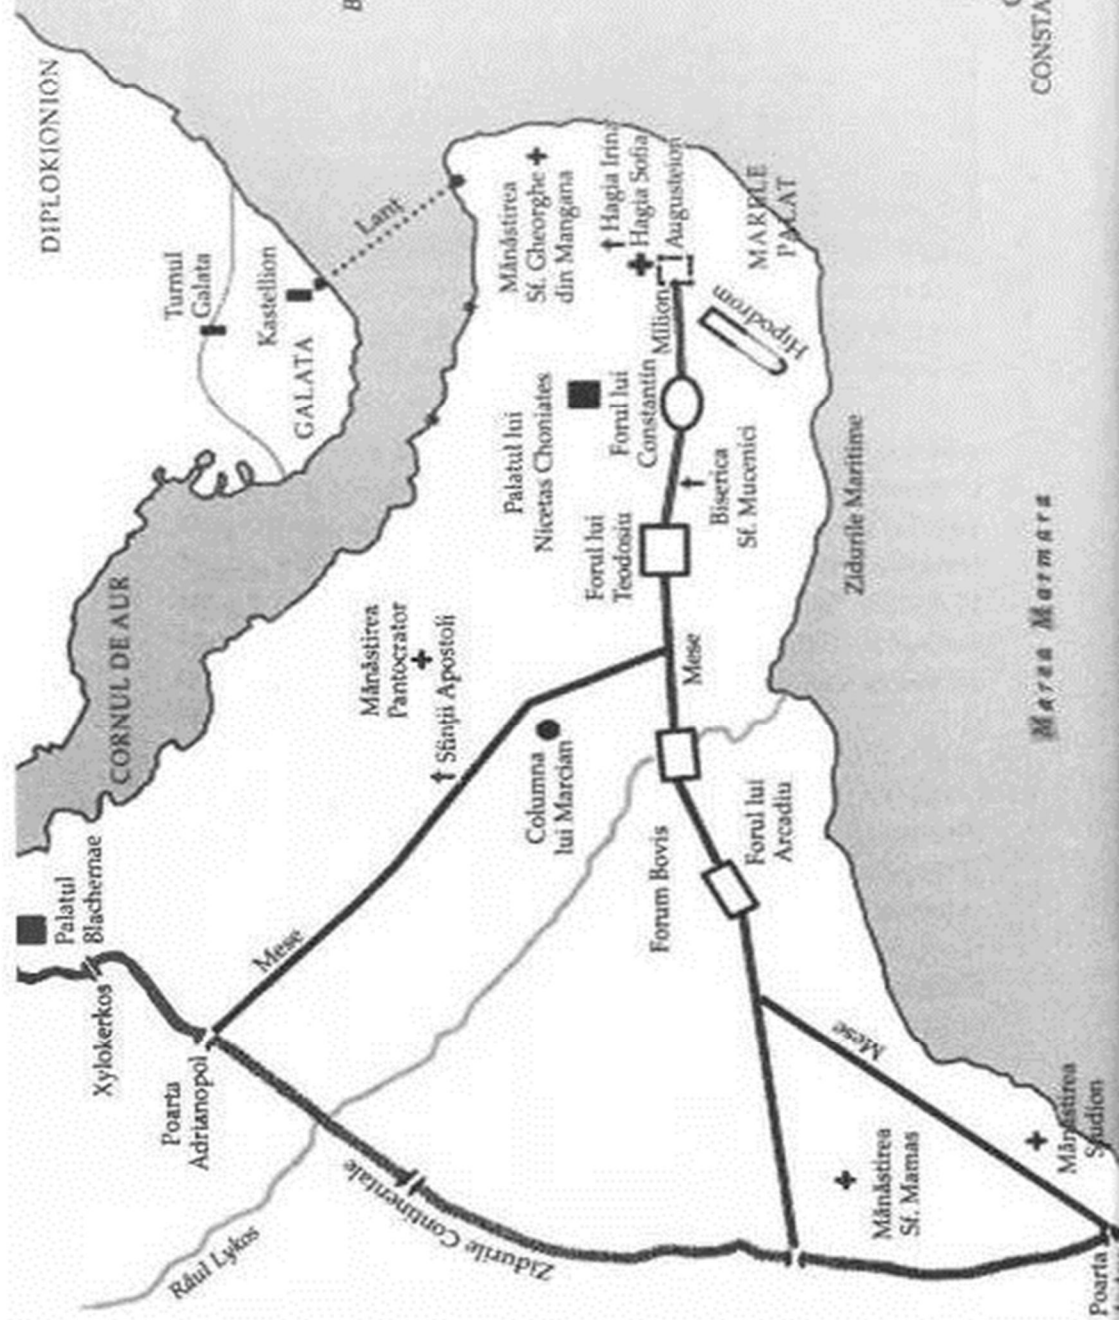 DIPLOKIONION
B
CONSTA
Turnul
Galata
Kastellion
GALATA
Lanț
CORNUL DE AUR
Mănăstirea
Sf. Gheorghe
din Mangana
Hagia Irina
Hagia Sofia
Augusteion
Milion
MARELE
PALAT
Hipodrom
Palatul lui
Nicetas Choniates
Forul lui
Constantin
Biserica
Sf. Mucenici
Forul lui
Teodosiu
Zidurile Maritime
Marea Marmara
Mănăstirea
Pantocrator
Sfinții Apostoli
Mese
Columna
lui Marcian
Forum Bovis
Forul lui
Arcadiu
Palatul
Blachernae
Xylokerkos
Mese
Poarta
Adrianopol
Mese
Râul Lykos
Zidurile Continentale
Mănăstirea
Sf. Mamas
Mănăstirea
Studion
Poarta